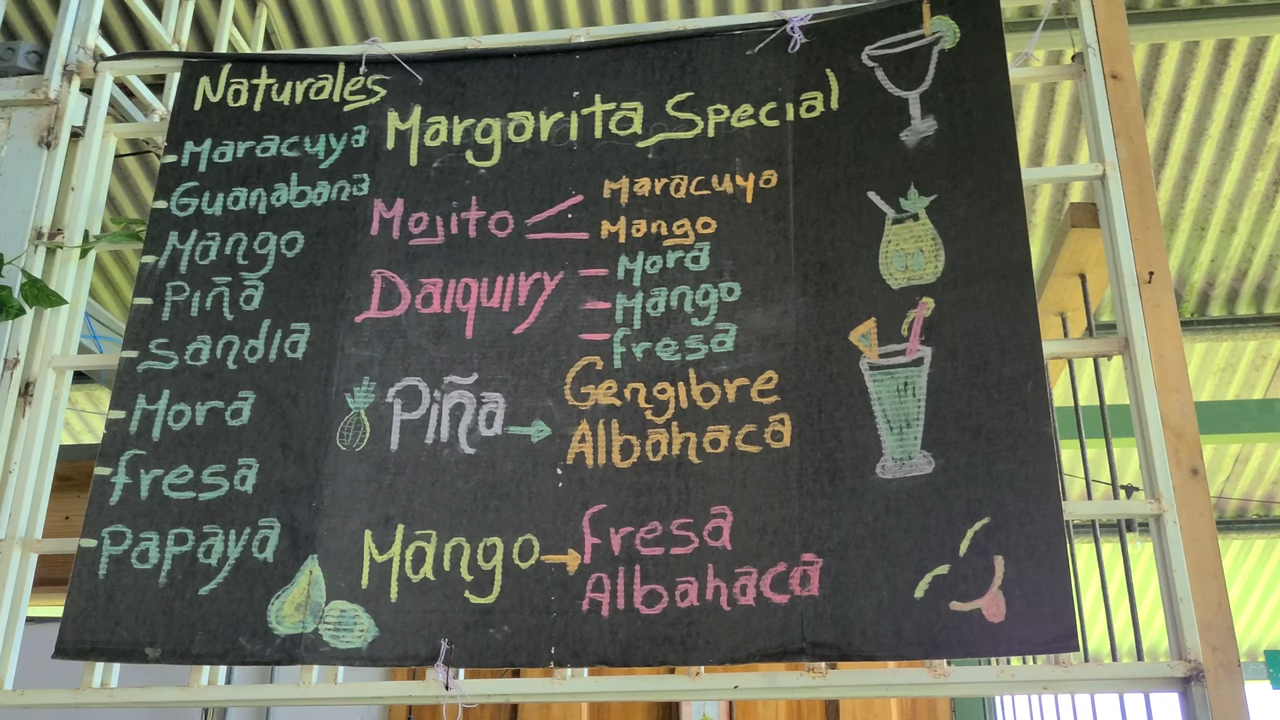 Naturales
-Maracuya
-Guanabana
-Mango
-Piña
-Sandia
-Mora
-fresa
-papaya
Margarita Special
Mojito
Maracuya
Mango
Daiquiry
Mora
Mango
fresa
Piña → Gengibre
Albahaca
Mango → Fresa
Albahaca